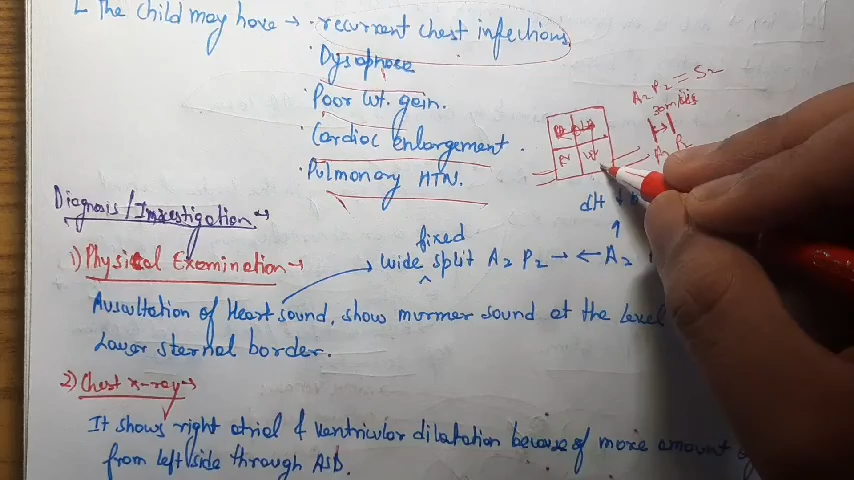 L The child may have → • recurrent chest infections
• Dyspnoea
• Poor wt. gain.
• Cardiac enlargement.
• Pulmonary HTN.
A2 P2 = S2
Diagnosis / Investigation →
1) Physical Examination →
fixed
wide split A2 P2 → ← A2
Auscultation of Heart sound, show murmer sound at the level
Lower sternal border.
2) Chest x-ray →
It shows right atrial & ventricular dilatation because of more amount
from left side through ASD.